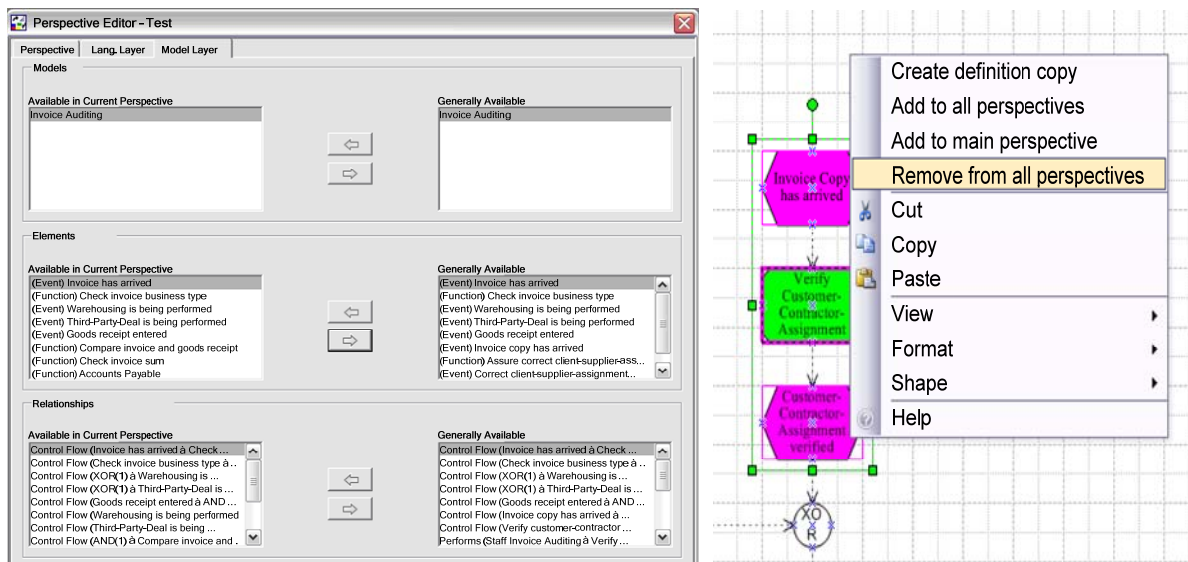 Perspective Editor – Test
Perspective
Lang. Layer
Model Layer
Models
Available in Current Perspective
Invoice Auditing
Generally Available
Invoice Auditing
Elements
Available in Current Perspective
(Event) Invoice has arrived
(Function) Check invoice business type
(Event) Warehousing is being performed
(Event) Third-Party-Deal is being performed
(Event) Goods receipt entered
(Function) Compare invoice and goods receipt
(Function) Check invoice sum
(Function) Accounts Payable
Generally Available
(Event) Invoice has arrived
(Function) Check invoice business type
(Event) Warehousing is being performed
(Event) Third-Party-Deal is being performed
(Event) Goods receipt entered
(Event) Invoice copy has arrived
(Function) Assure correct client-supplier-ass...
(Event) Correct client-supplier-assignment...
Relationships
Available in Current Perspective
Control Flow (Invoice has arrived à Check ...
Control Flow (Check invoice business type à ..
Control Flow (XOR(1) à Warehousing is ...
Control Flow (XOR(1) à Third-Party-Deal is ...
Control Flow (Goods receipt entered à AND ...
Control Flow (Warehousing is being performed
Control Flow (Third-Party-Deal is being ...
Control Flow (AND(1) à Compare invoice and .
Generally Available
Control Flow (Invoice has arrived à Check ...
Control Flow (Check invoice business type à ..
Control Flow (XOR(1) à Warehousing is ...
Control Flow (XOR(1) à Third-Party-Deal is ...
Control Flow (Goods receipt entered à AND ...
Control Flow (Invoice copy has arrived à ...
Control Flow (Verify customer-contractor ...
Performs (Staff Invoice Auditing à Verify ...
Invoice Copy
has arrived
Verify
Customer-
Contractor-
Assignment
Customer-
Contractor-
Assignment
verified
XO
R
Create definition copy
Add to all perspectives
Add to main perspective
Remove from all perspectives
Cut
Copy
Paste
View
Format
Shape
Help